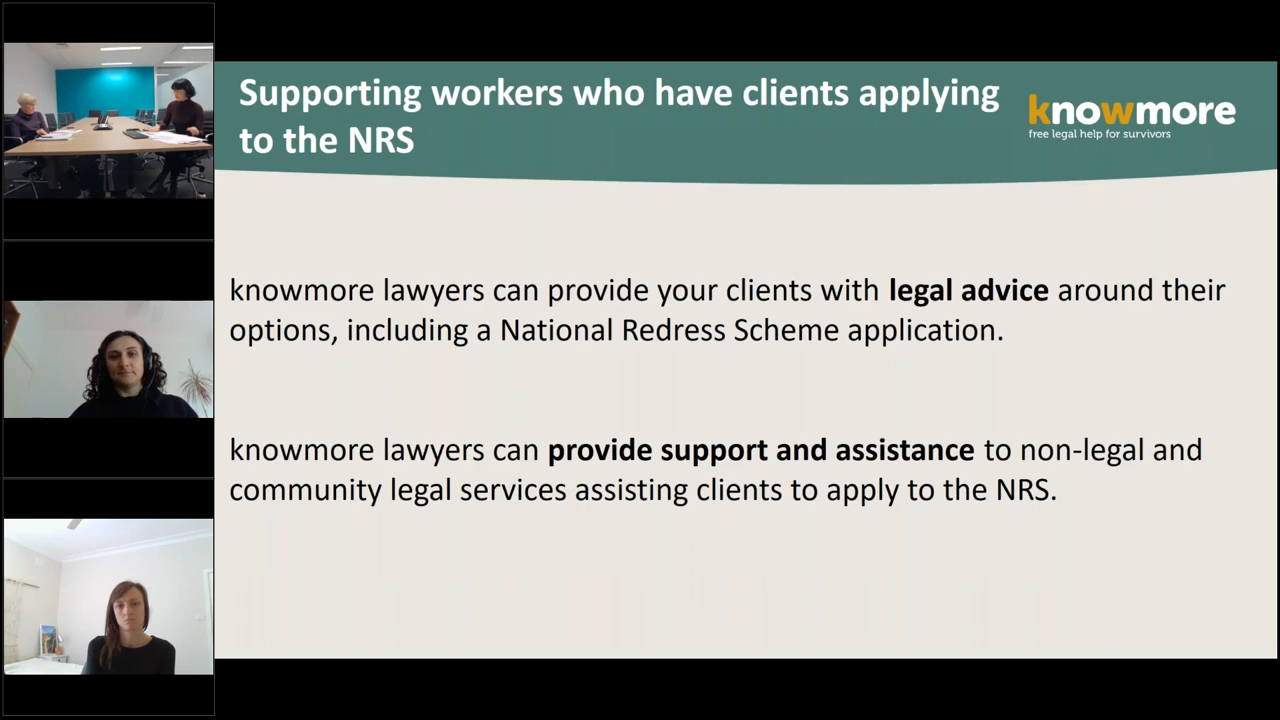 Supporting workers who have clients applying
to the NRS
knowmore
free legal help for survivors
knowmore lawyers can provide your clients with legal advice around their
options, including a National Redress Scheme application.
knowmore lawyers can provide support and assistance to non-legal and
community legal services assisting clients to apply to the NRS.